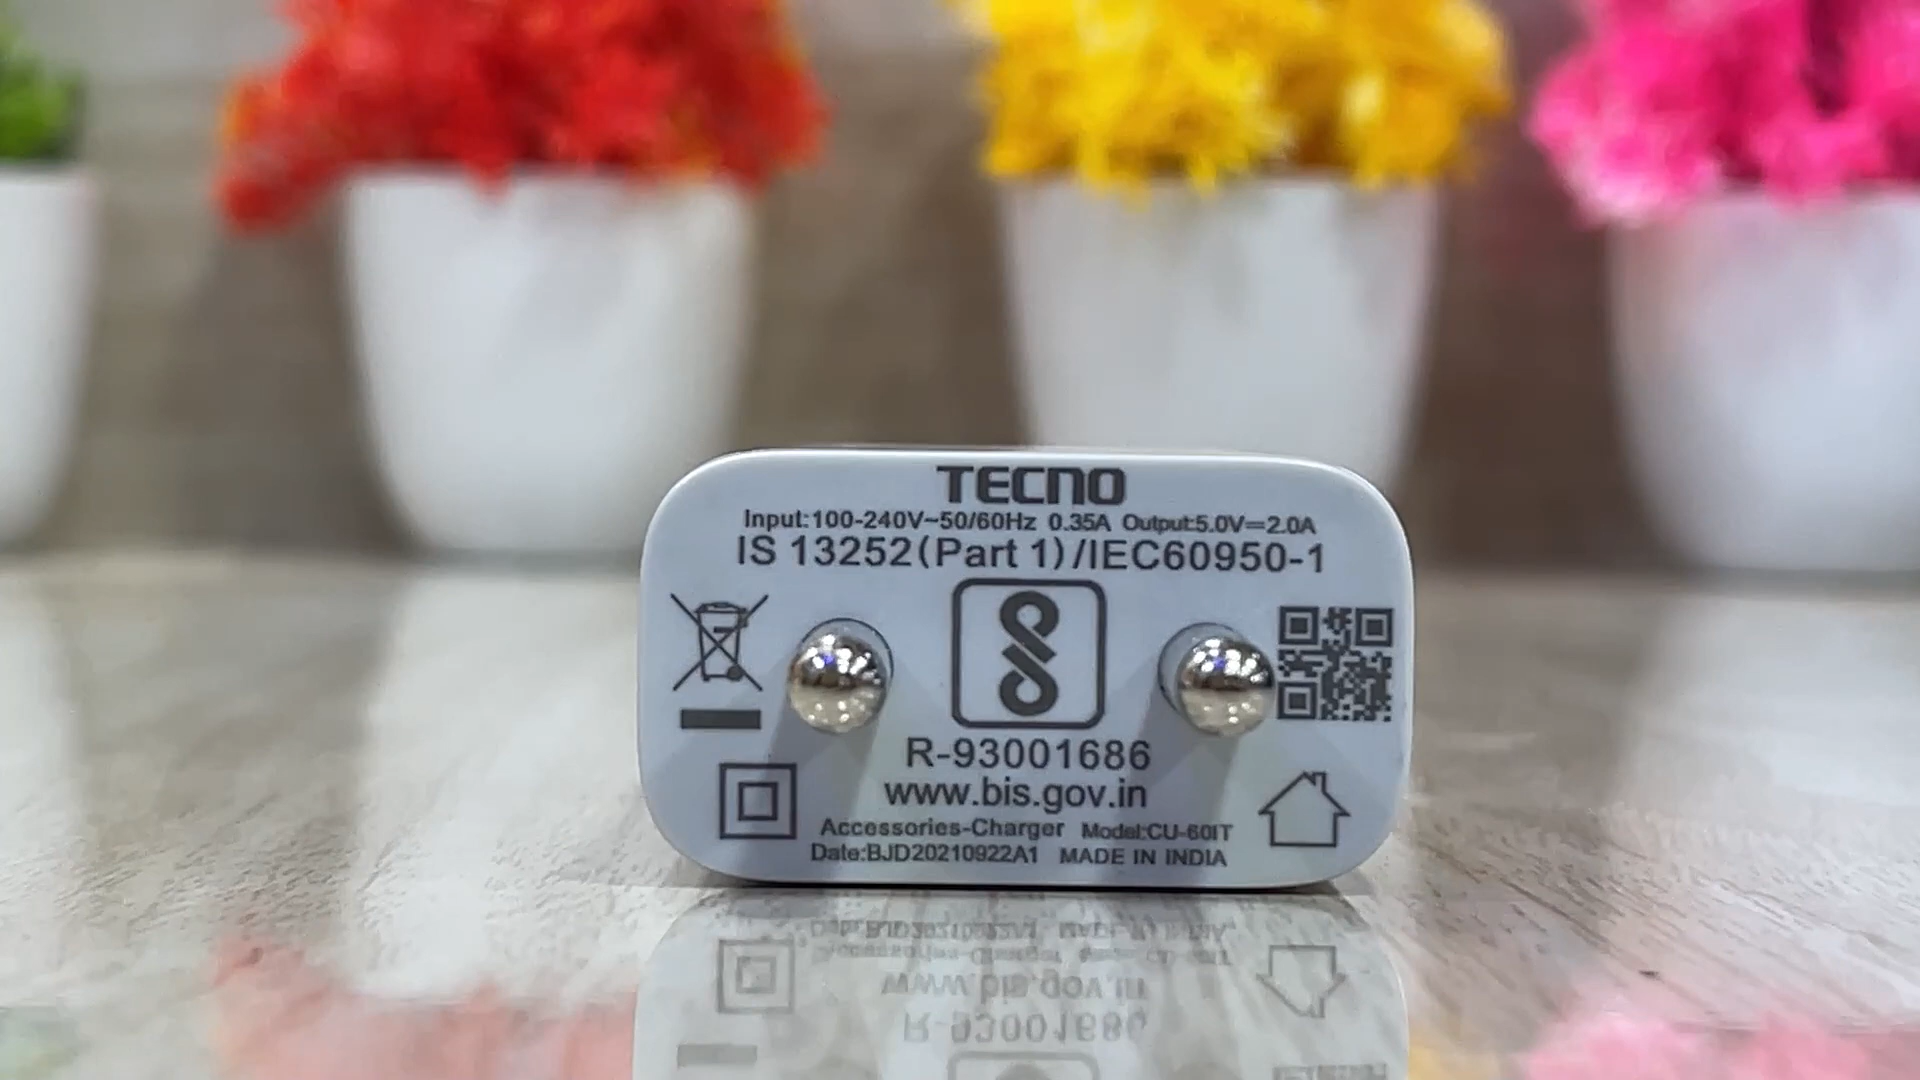 TECNO
Input:100-240V~50/60Hz 0.35A Output:5.0V⎓2.0A
IS 13252(Part 1)/IEC60950-1
R-93001686
www.bis.gov.in
Accessories-Charger Model:CU-60IT
Date:BJD20210922A1 MADE IN INDIA